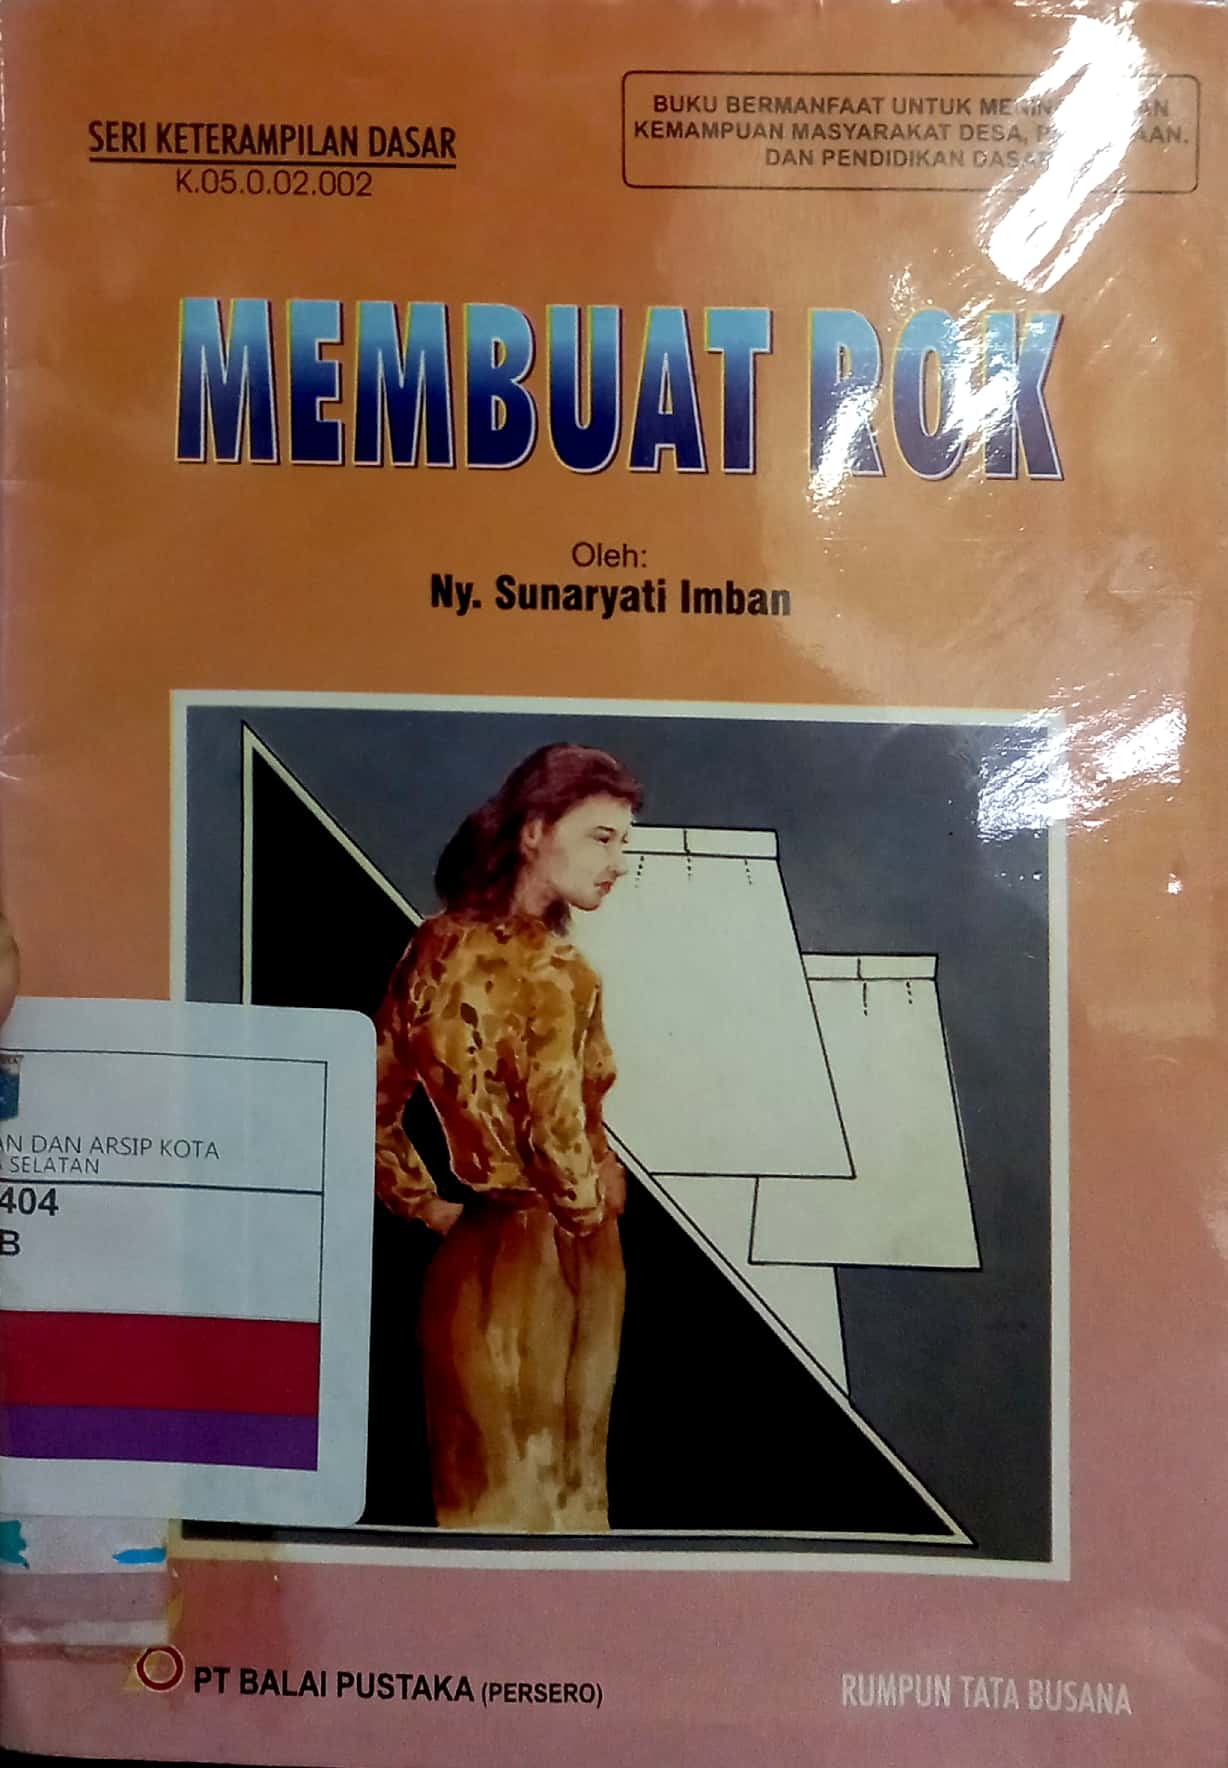 SERI KETERAMPILAN DASAR
K.05.0.02.002
BUKU BERMANFAAT UNTUK
KEMAMPUAN MASYARAKAT DESA,
DAN PENDIDIKAN DASAR
MEMBUAT ROK
Oleh:
Ny. Sunaryati Imban
AN DAN ARSIP KOTA
SELATAN
404
B
PT BALAI PUSTAKA (PERSERO)
RUMPUN TATA BUSANA